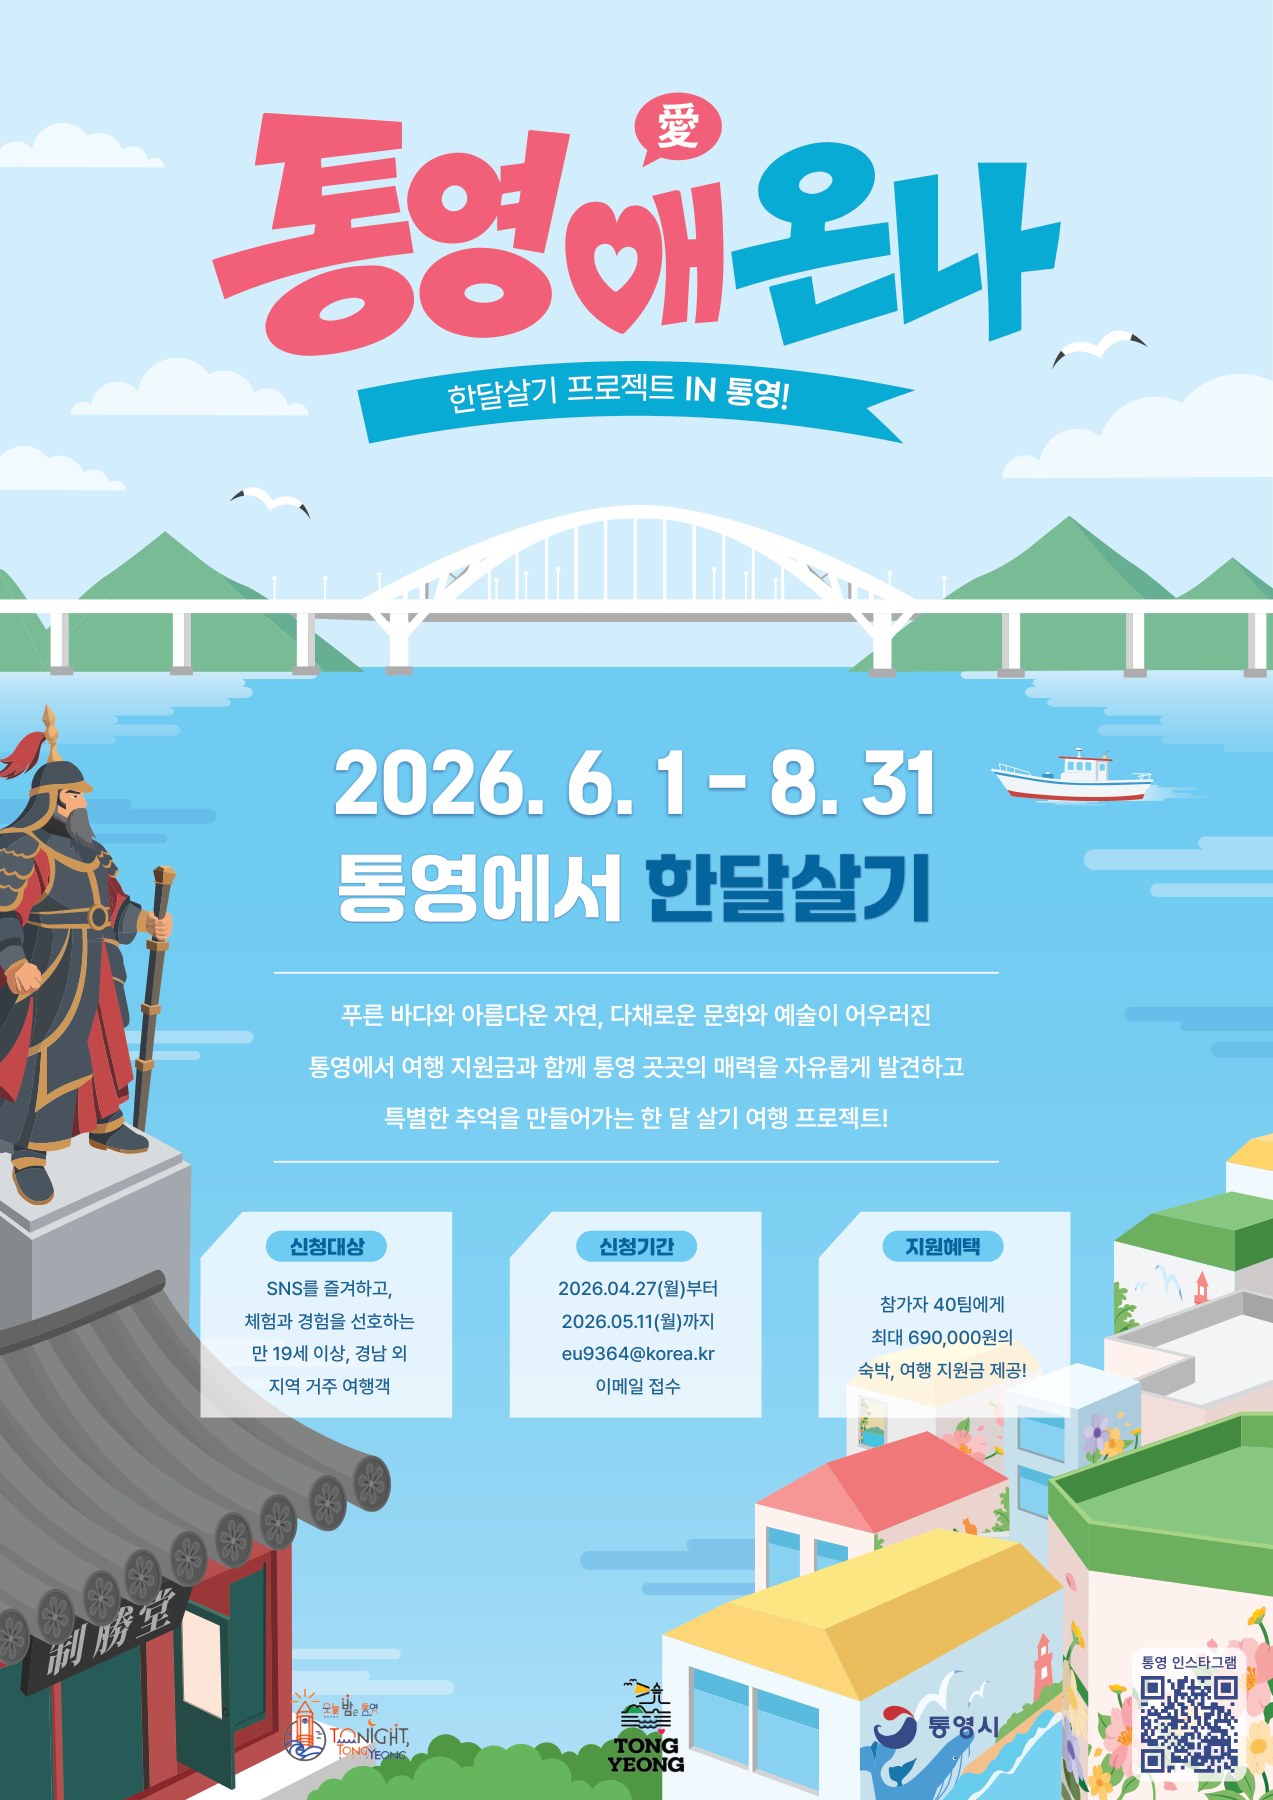 愛
통영애온나
한달살기 프로젝트 IN 통영!
2026. 6. 1 - 8. 31
통영에서 한달살기
푸른 바다와 아름다운 자연, 다채로운 문화와 예술이 어우러진
통영에서 여행 지원금과 함께 통영 곳곳의 매력을 자유롭게 발견하고
특별한 추억을 만들어가는 한 달 살기 여행 프로젝트!
신청대상
SNS를 즐겨하고,
체험과 경험을 선호하는
만 19세 이상, 경남 외
지역 거주 여행객
신청기간
2026.04.27(월)부터
2026.05.11(월)까지
eu9364@korea.kr
이메일 접수
지원혜택
참가자 40팀에게
최대 690,000원의
숙박, 여행 지원금 제공!
制勝堂
오늘 밤은 통영
TONIGHT,
TONGYEONG
TONG
YEONG
통영시
통영 인스타그램